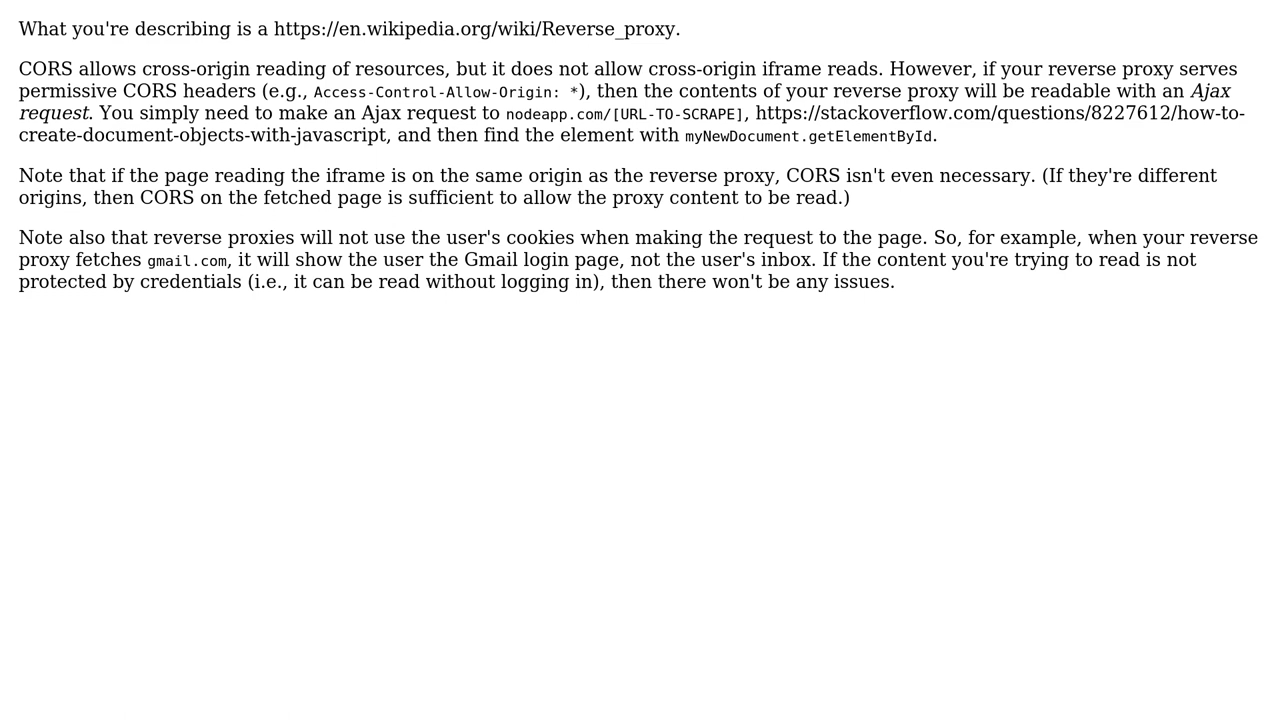 What you're describing is a https://en.wikipedia.org/wiki/Reverse_proxy.
CORS allows cross-origin reading of resources, but it does not allow cross-origin iframe reads. However, if your reverse proxy serves
permissive CORS headers (e.g., Access-Control-Allow-Origin: *), then the contents of your reverse proxy will be readable with an Ajax
request. You simply need to make an Ajax request to nodeapp.com/[URL-TO-SCRAPE], https://stackoverflow.com/questions/8227612/how-to-
create-document-objects-with-javascript, and then find the element with myNewDocument.getElementById.
Note that if the page reading the iframe is on the same origin as the reverse proxy, CORS isn't even necessary. (If they're different
origins, then CORS on the fetched page is sufficient to allow the proxy content to be read.)
Note also that reverse proxies will not use the user's cookies when making the request to the page. So, for example, when your reverse
proxy fetches gmail.com, it will show the user the Gmail login page, not the user's inbox. If the content you're trying to read is not
protected by credentials (i.e., it can be read without logging in), then there won't be any issues.